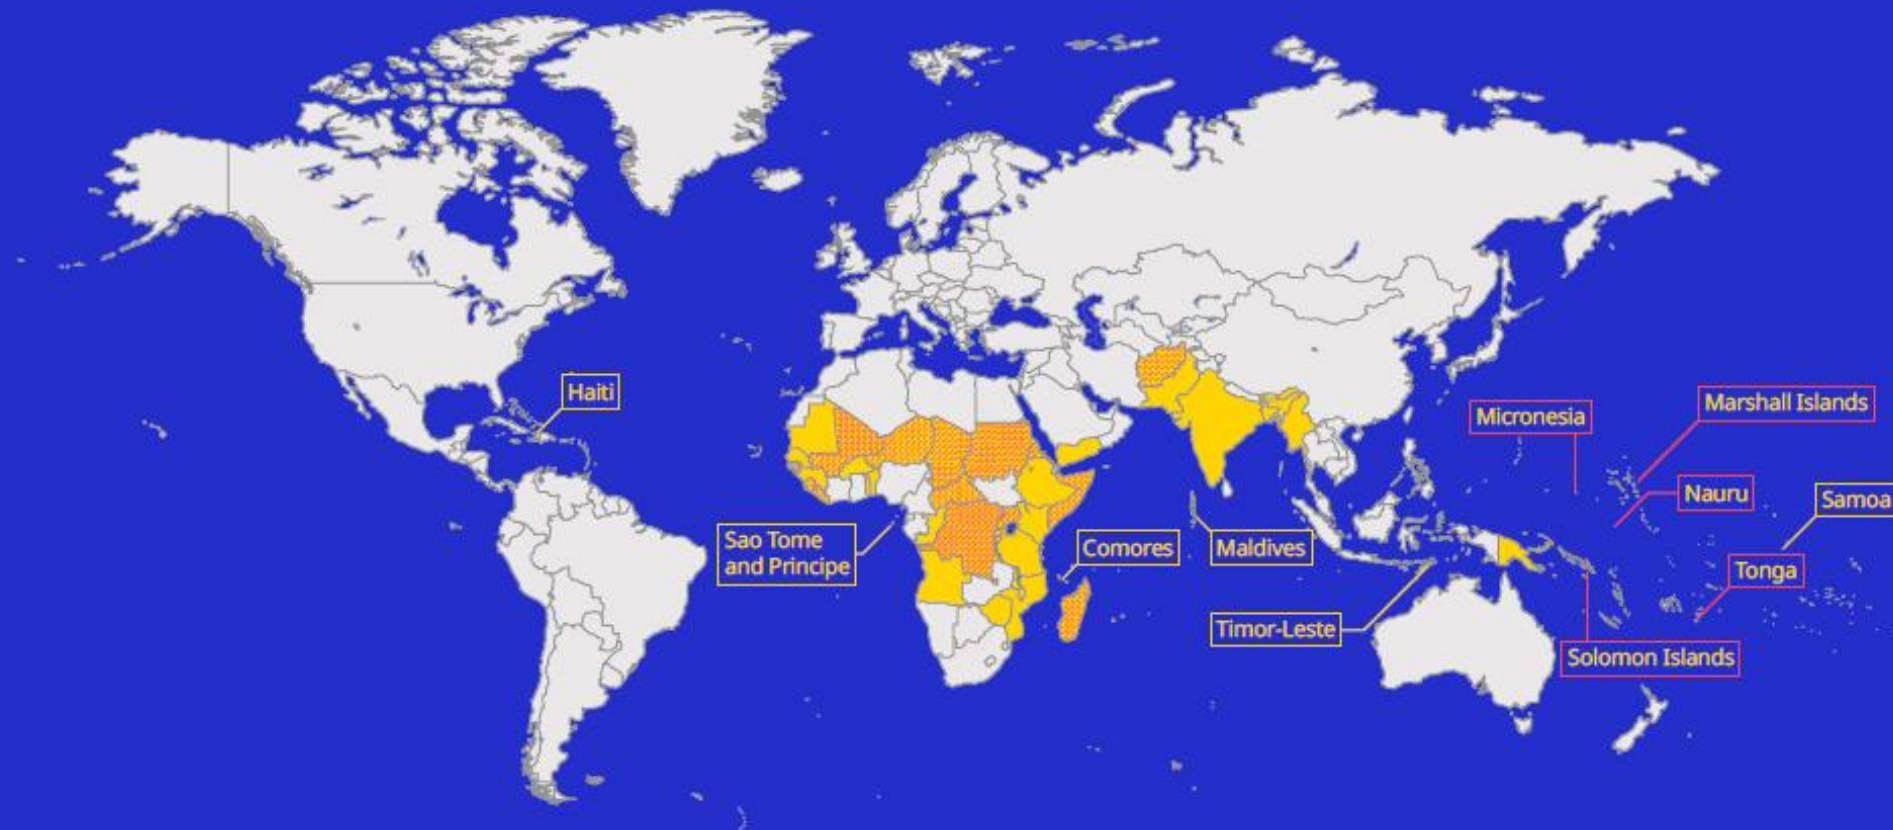 Haiti
Marshall Islands
Micronesia
Nauru
Samoa
Sao Tome
and Principe
Comores
Maldives
Tonga
Timor-Leste
Solomon Islands